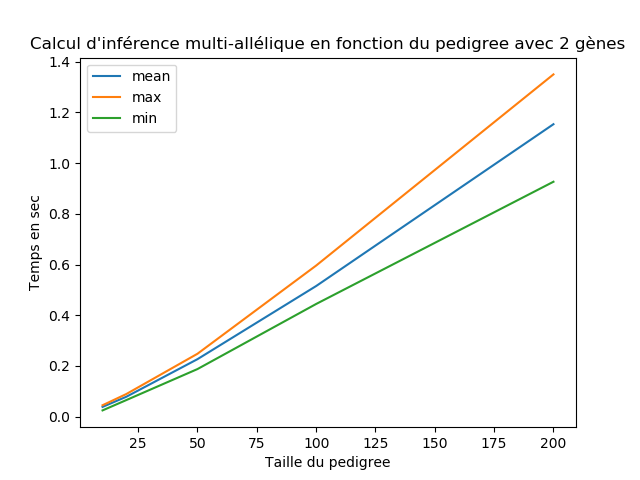 Calcul d'inférence multi-allélique en fonction du pedigree avec 2 gènes
mean
max
min
1.4
1.2
1.0
0.8
0.6
0.4
0.2
0.0
Temps en sec
25
50
75
100
125
150
175
200
Taille du pedigree